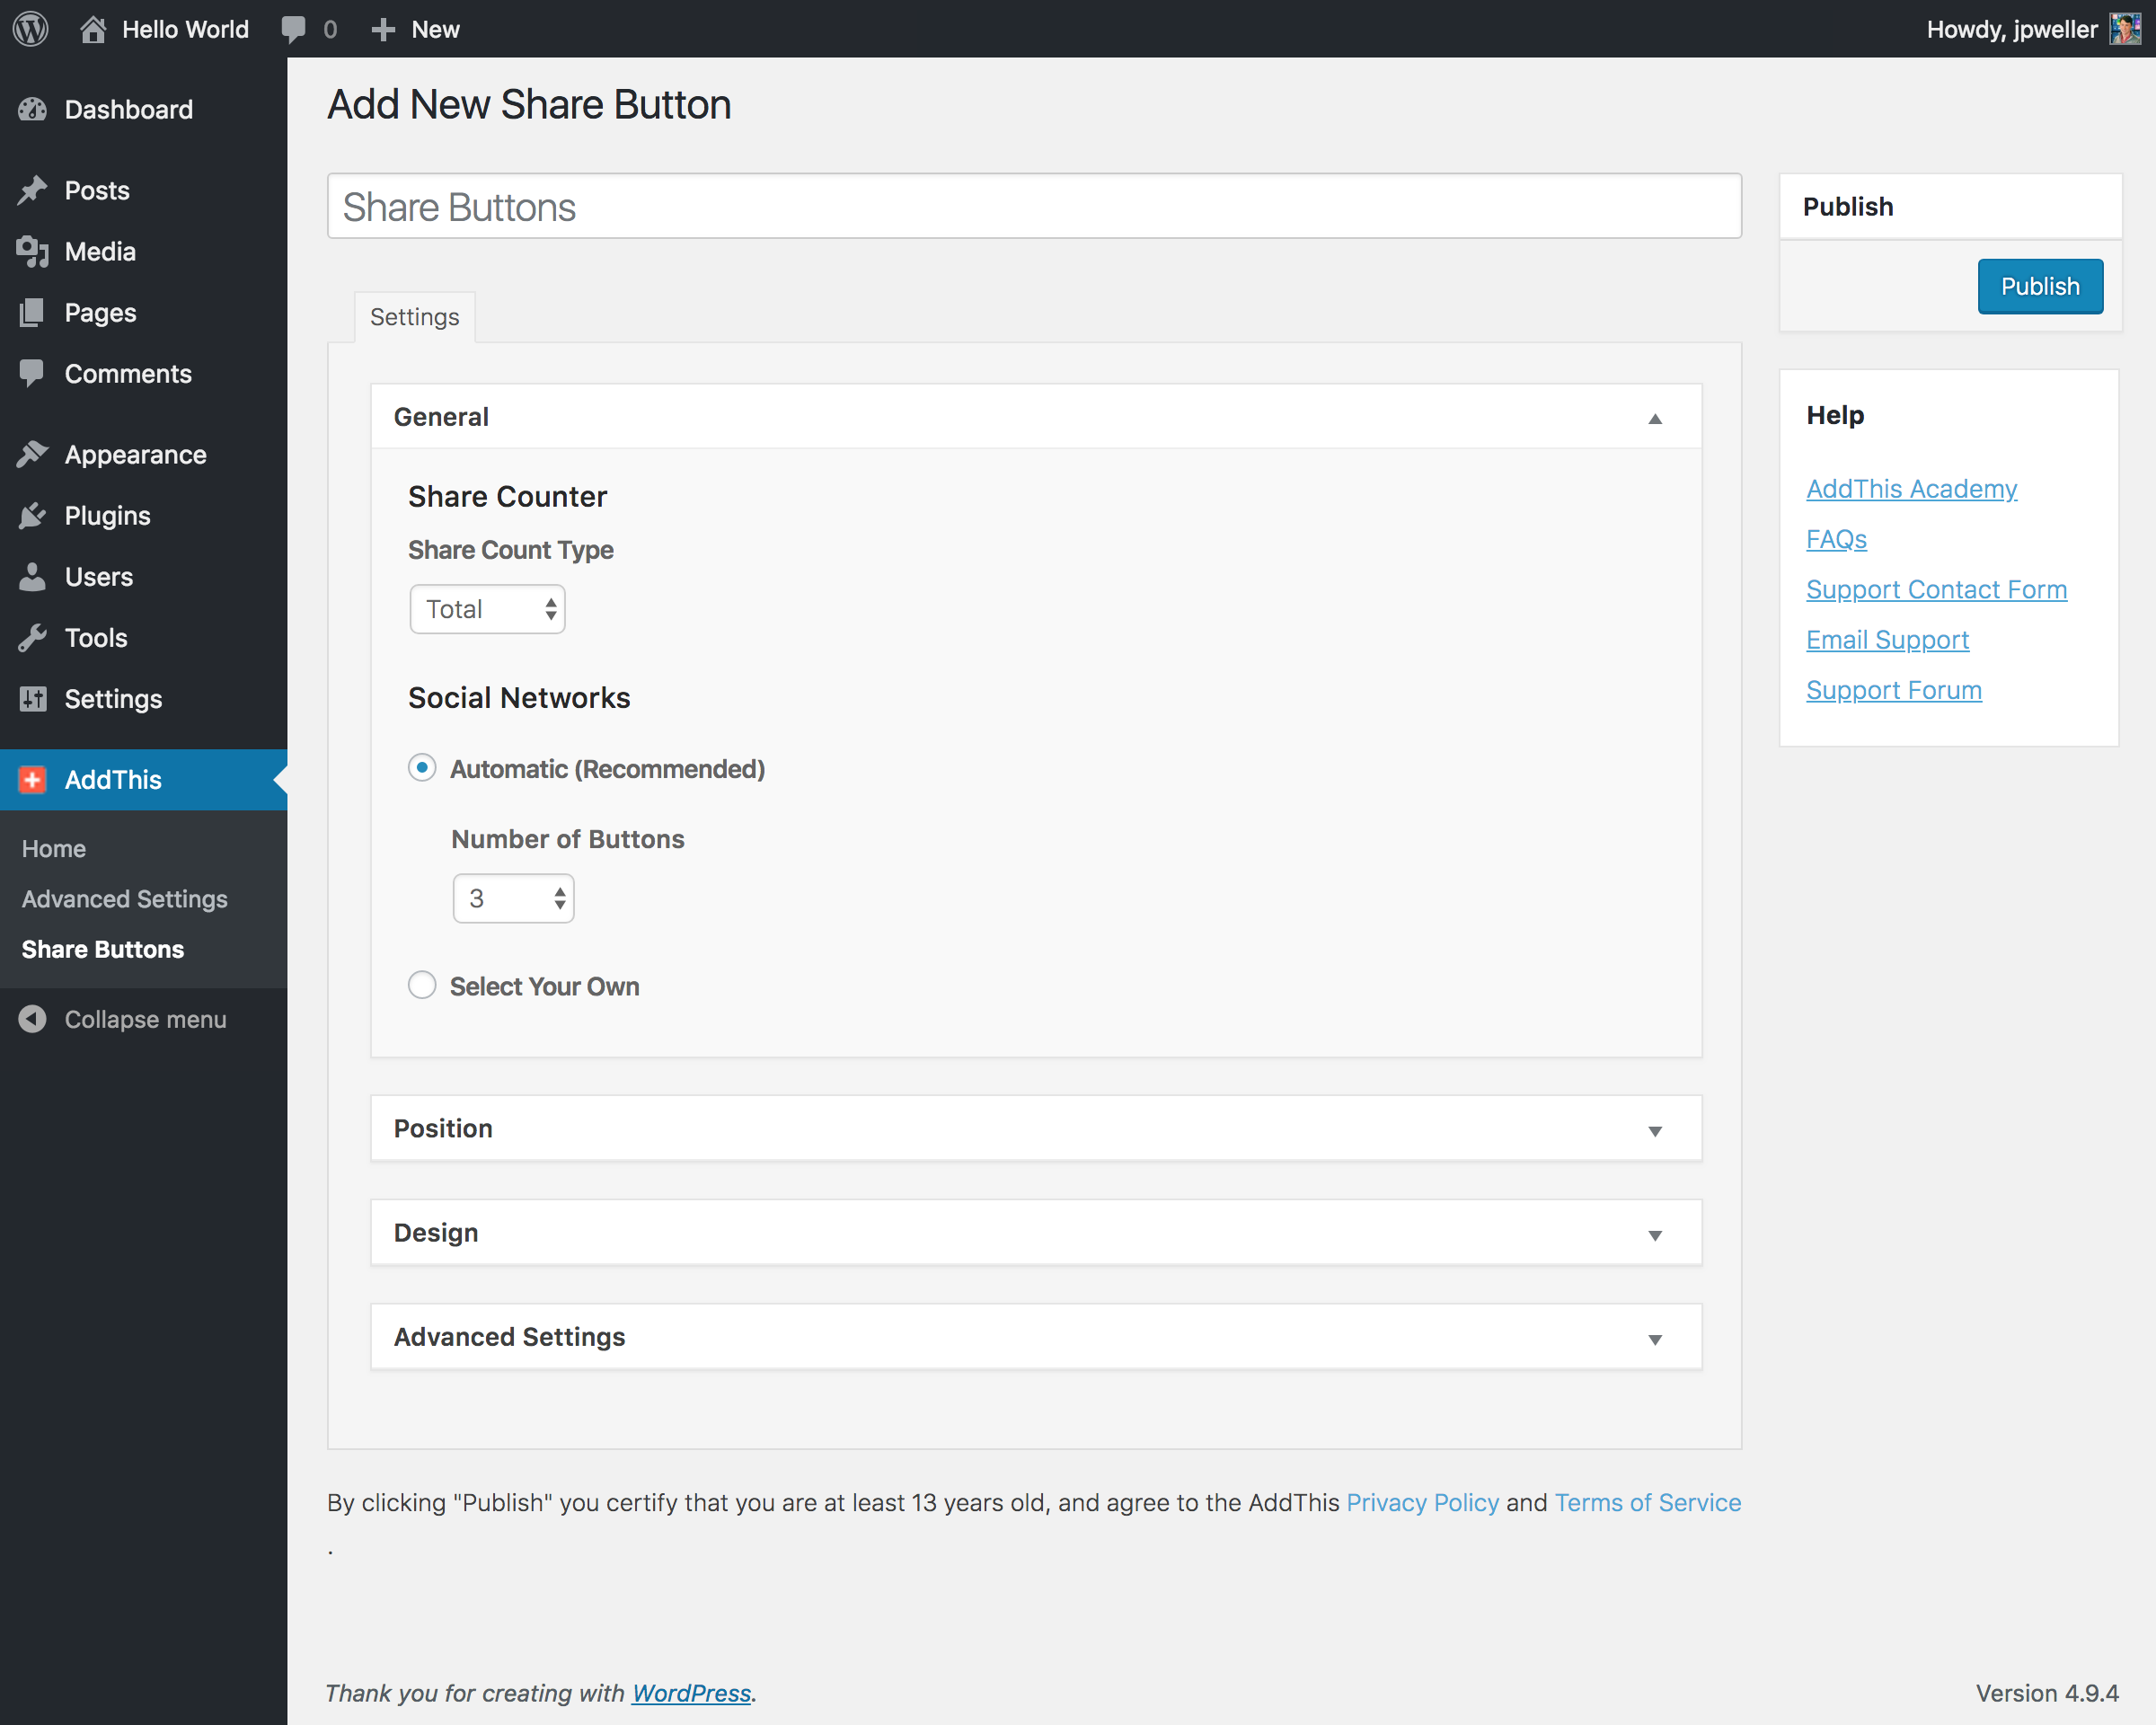 Hello World
0
New
Howdy, jpweller
Dashboard
Posts
Media
Pages
Comments
Appearance
Plugins
Users
Tools
Settings
AddThis
Home
Advanced Settings
Share Buttons
Collapse menu
Add New Share Button
Share Buttons
Settings
General
Share Counter
Share Count Type
Total
Social Networks
Automatic (Recommended)
Number of Buttons
3
Select Your Own
Position
Design
Advanced Settings
By clicking "Publish" you certify that you are at least 13 years old, and agree to the AddThis Privacy Policy and Terms of Service
.
Publish
Publish
Help
AddThis Academy
FAQs
Support Contact Form
Email Support
Support Forum
Thank you for creating with WordPress.
Version 4.9.4